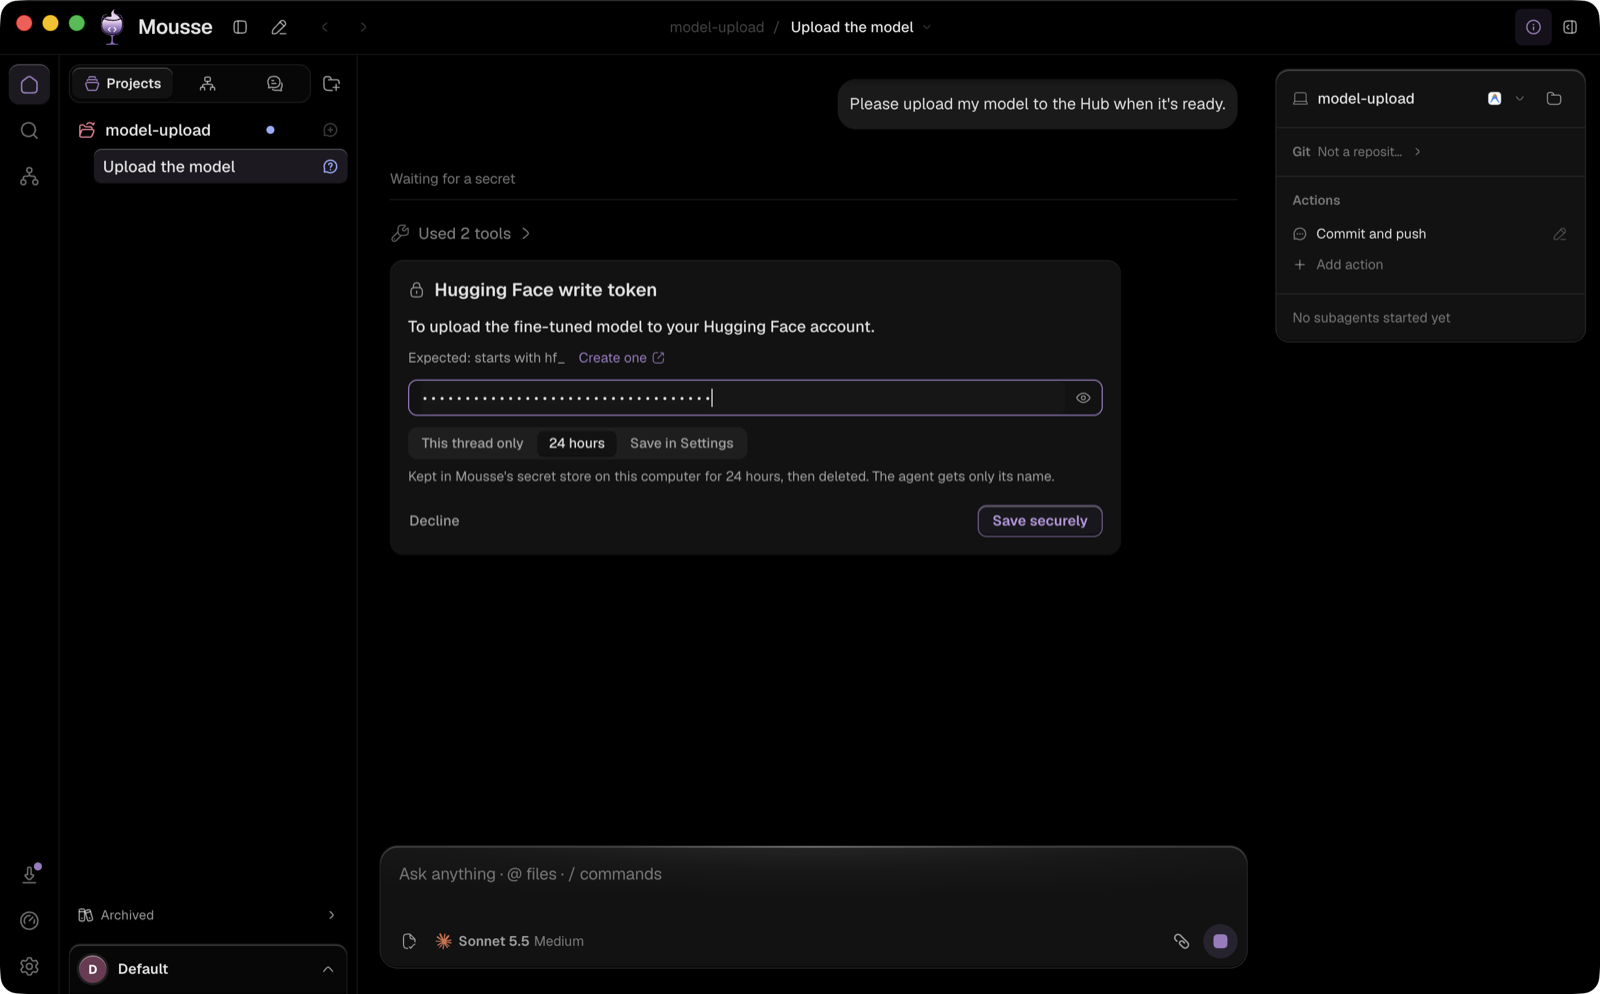 Mousse
model-upload / Upload the model
Projects
model-upload
Upload the model
Archived
D Default
Please upload my model to the Hub when it's ready.
Waiting for a secret
Used 2 tools
Hugging Face write token
To upload the fine-tuned model to your Hugging Face account.
Expected: starts with hf_ Create one
This thread only 24 hours Save in Settings
Kept in Mousse's secret store on this computer for 24 hours, then deleted. The agent gets only its name.
Decline Save securely
Ask anything · @ files · / commands
Sonnet 5.5 Medium
model-upload
Git Not a reposit...
Actions
Commit and push
Add action
No subagents started yet